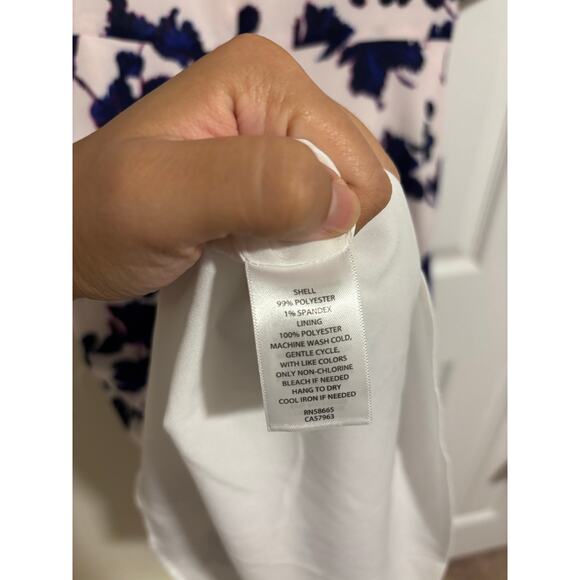 SHELL
99% POLYESTER
1% SPANDEX
LINING
100% POLYESTER
MACHINE WASH COLD,
GENTLE CYCLE,
WITH LIKE COLORS
ONLY NON-CHLORINE
BLEACH IF NEEDED
HANG TO DRY
COOL IRON IF NEEDED
RN58665
CA57963